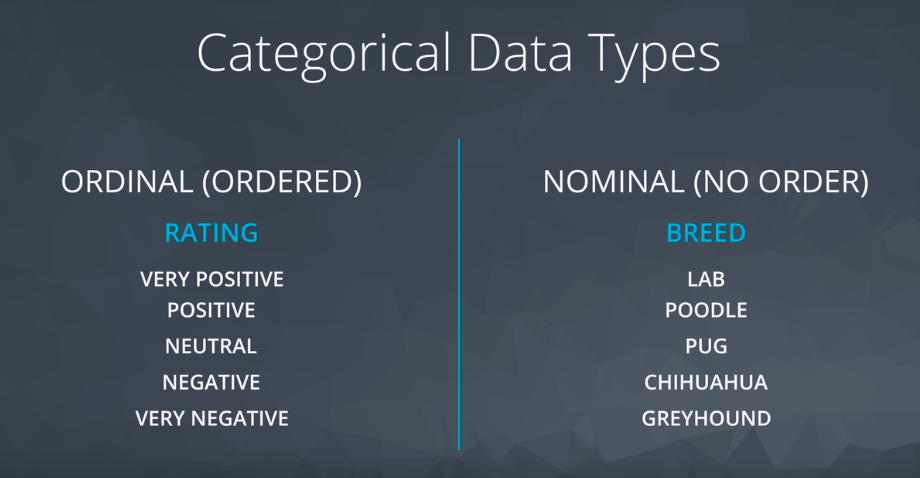 Categorical Data Types
ORDINAL (ORDERED)
RATING
VERY POSITIVE
POSITIVE
NEUTRAL
NEGATIVE
VERY NEGATIVE
NOMINAL (NO ORDER)
BREED
LAB
POODLE
PUG
CHIHUAHUA
GREYHOUND